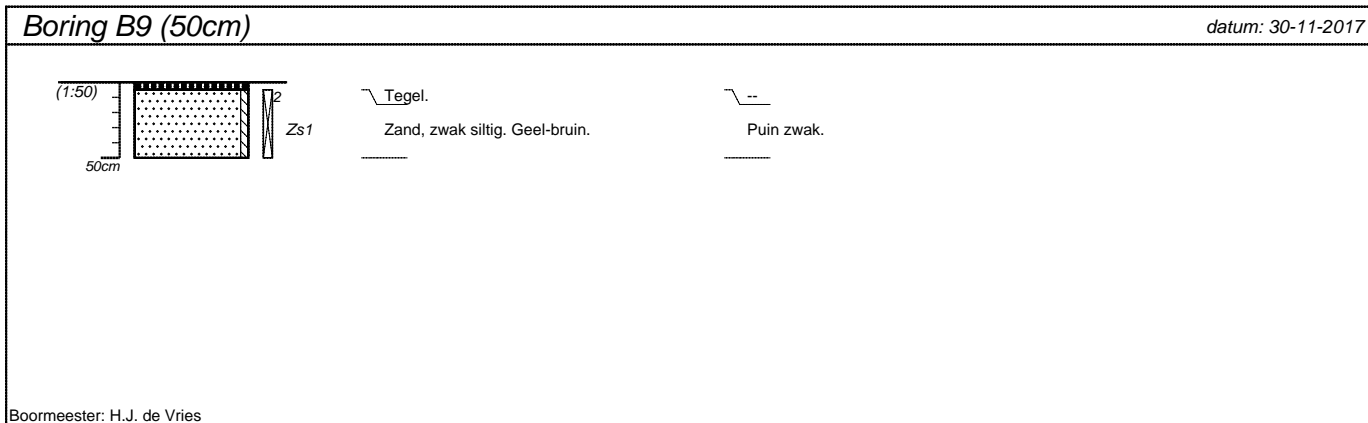 Boring B9 (50cm)
datum: 30-11-2017
(1:50)
2
Tegel.
--
Zs1
Zand, zwak siltig. Geel-bruin.
Puin zwak.
50cm
Boormeester: H.J. de Vries